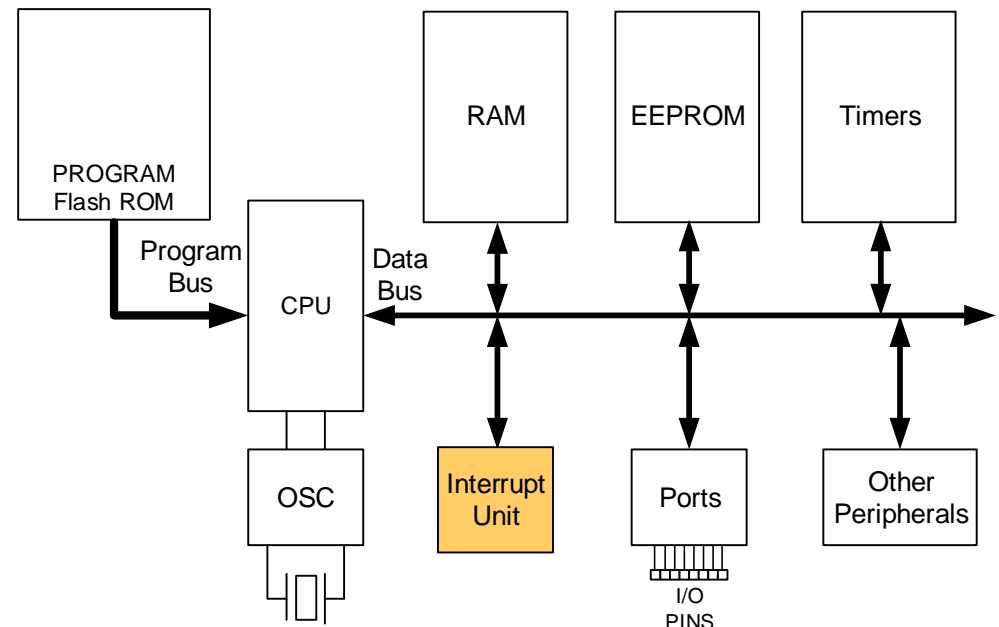 PROGRAM
Flash ROM
RAM
EEPROM
Timers
Program
Bus
CPU
Data
Bus
OSC
Interrupt
Unit
Ports
Other
Peripherals
I/O
PINS